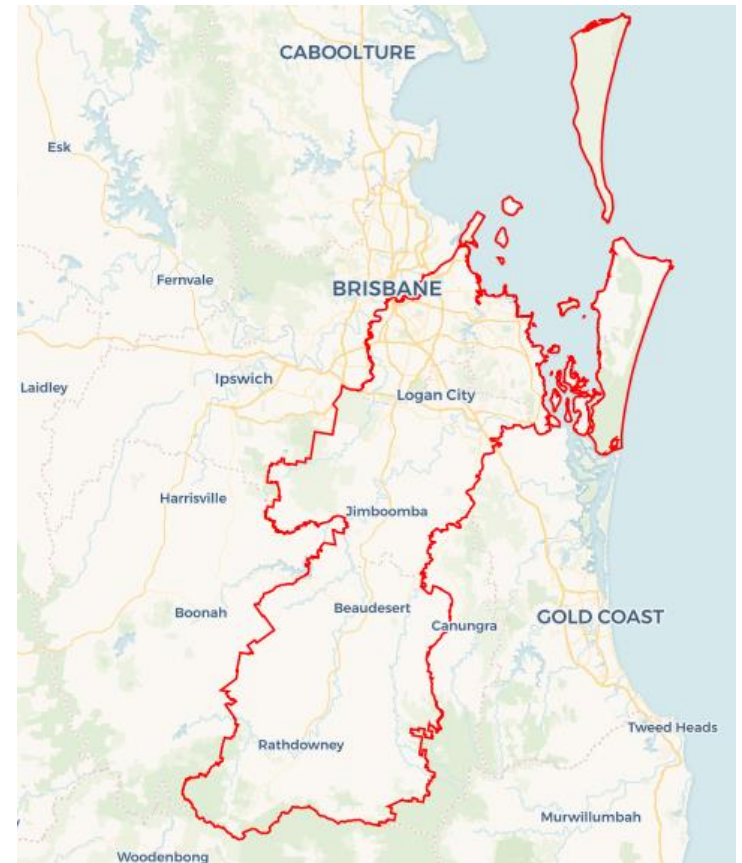 CABOOLTURE
Esk
Fernvale
BRISBANE
Laidley
Ipswich
Logan City
Harrisville
Jimboomba
Boonah
Beaudesert
Canungra
GOLD COAST
Rathdowney
Tweed Heads
Murwillumbah
Woodenbong